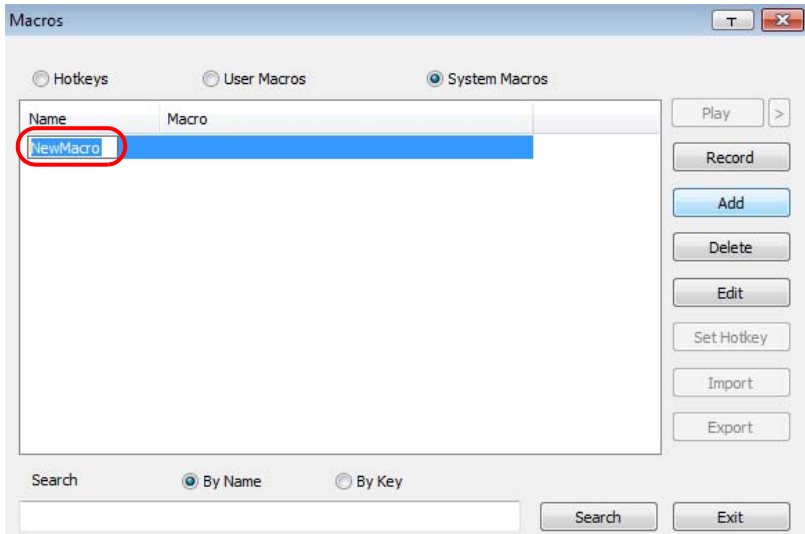 Macros
T
Hotkeys User Macros System Macros
Name Macro
NewMacro
Play >
Record
Add
Delete
Edit
Set Hotkey
Import
Export
Search By Name By Key
Search Exit